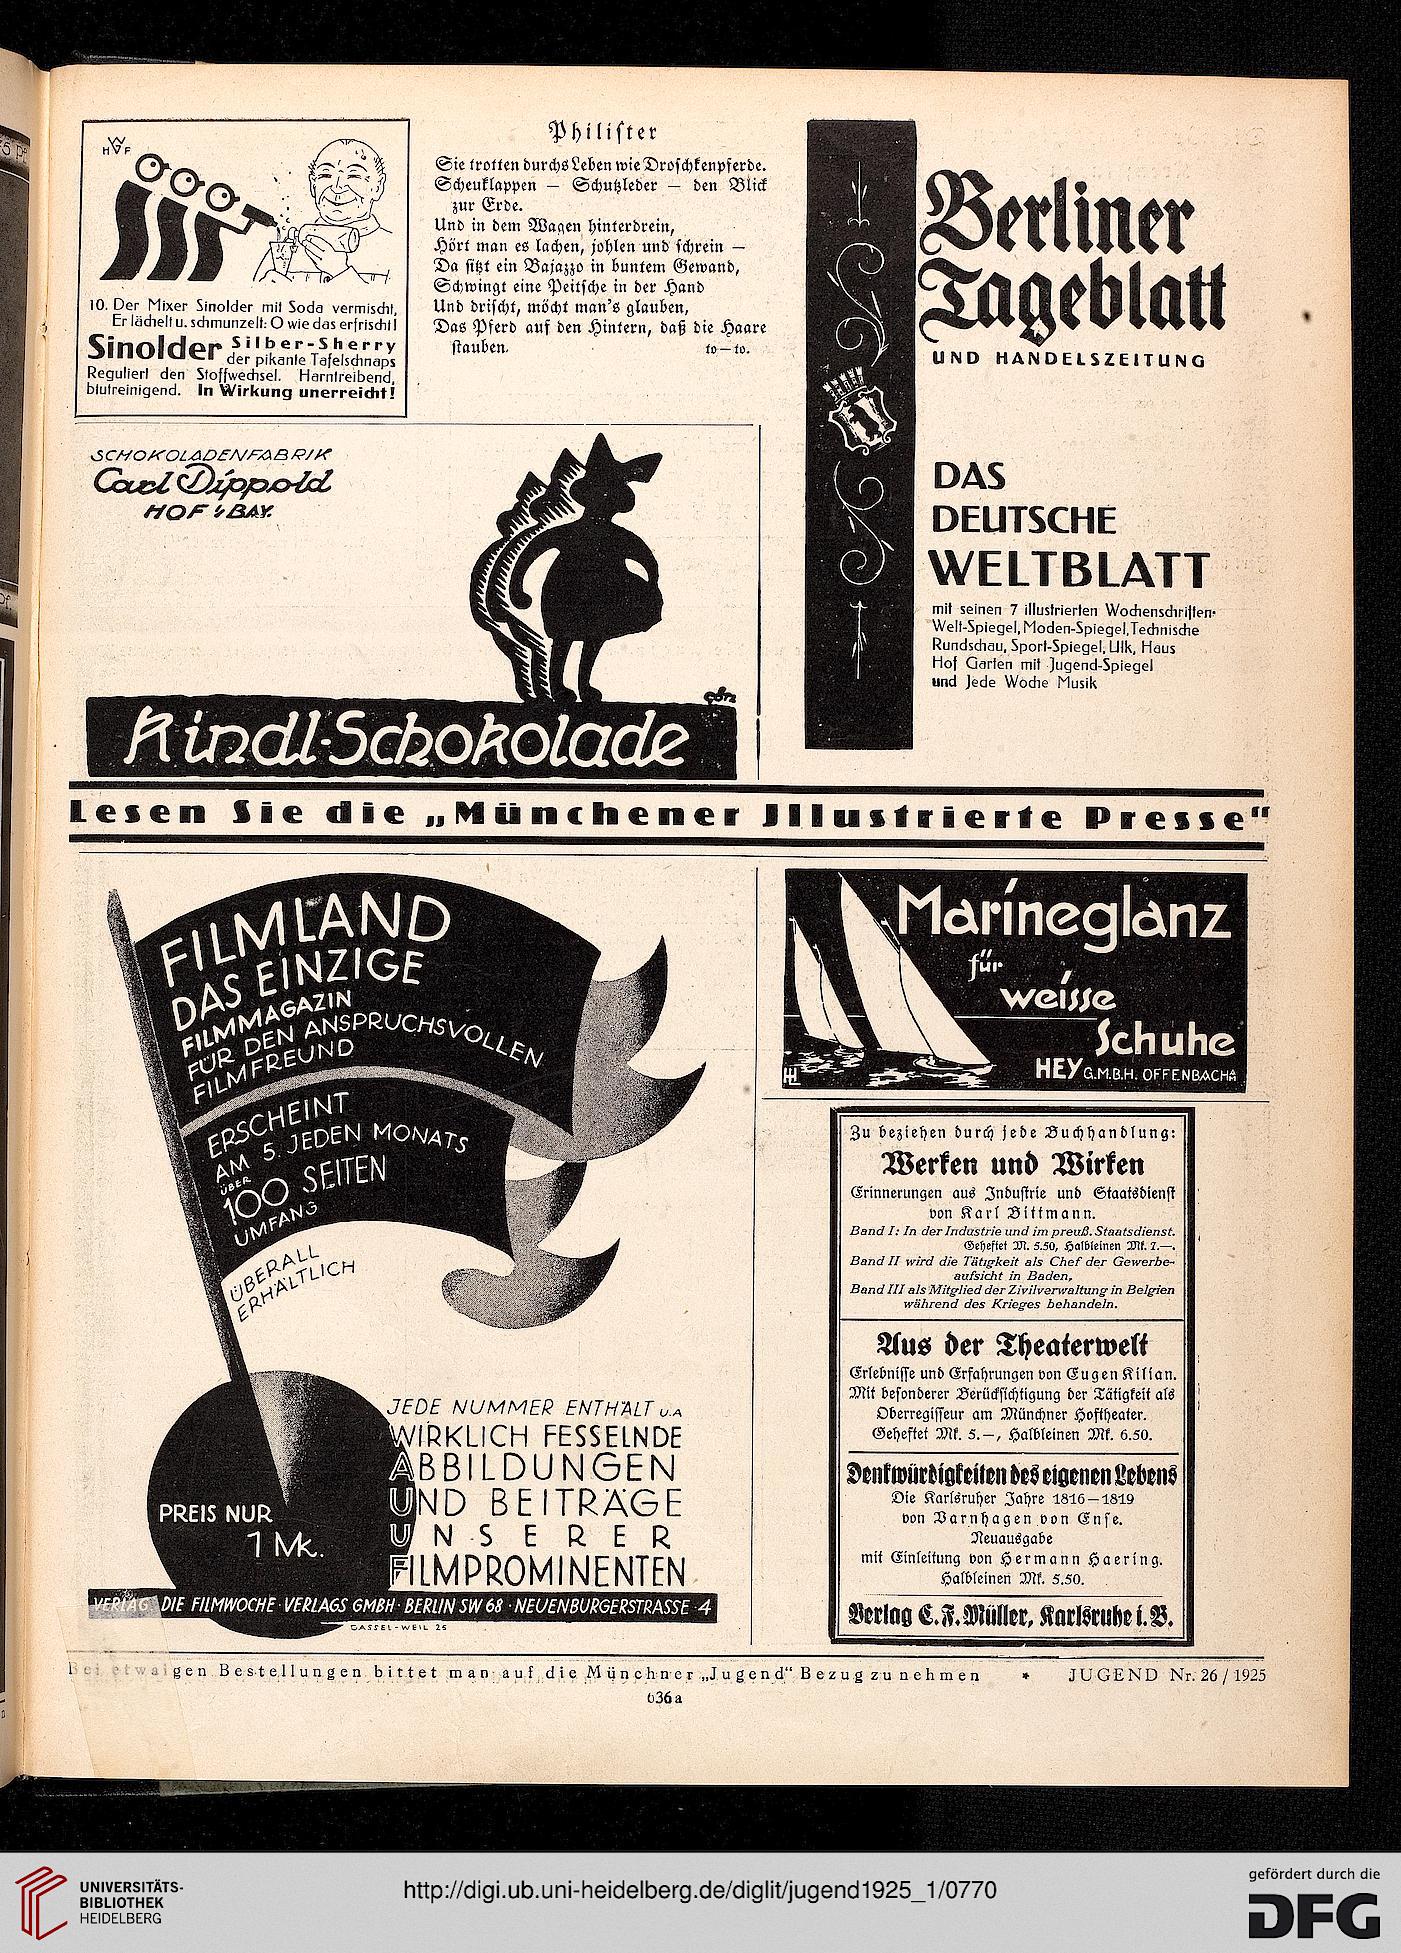 HWF
10. Der Mixer Sinolder mit Soda vermischt,
Er lächelt u. schmunzelt: O wie das erfrischt!
Sinolder Silber-Sherry
der pikante Tafelschnaps
Reguliert den Stoffwechsel. Harntreibend,
blutreinigend. In Wirkung unerreicht!
Philister
Sie trotten durchs Leben wie Droschkenpferde.
Scheuklappen — Schutzleder — den Blick
zur Erde.
Und in dem Wagen hinterdrein,
Hört man es lachen, johlen und schrein —
Da sitzt ein Bajazzo in buntem Gewand,
Schwingt eine Peitsche in der Hand
Und drischt, möcht man's glauben,
Das Pferd auf den Hintern, daß die Haare
stauben.
to—to.
Berliner
Tageblatt
UND HANDELSZEITUNG
DAS
DEUTSCHE
WELTBLATT
mit seinen 7 illustrierten Wochenschriften-
Welt-Spiegel, Moden-Spiegel, Technische
Rundschau, Sport-Spiegel, Ulk, Haus
Hof Garten mit Jugend-Spiegel
und Jede Woche Musik
SCHOKOLADENFABRIK
Carl Dippold
HOF i/BAY.
Kindl-Schokolade
Lesen Sie die „Münchener Jllustrierte Presse“
FILMLAND
DAS EINZIGE
FILMMAGAZIN
FÜR DEN ANSPRUCHSVOLLEN
FILMFREUND
ERSCHEINT
AM 5. JEDEN MONATS
ÜBER
100 SEITEN
UMFANG
ÜBERALL
ERHÄLTLICH
PREIS NUR
1 Mk.
JEDE NUMMER ENTHÄLT U.A
WIRKLICH FESSELNDE
ABBILDUNGEN
UND BEITRÄGE
UNSERER
FILMPROMINENTEN
VERLAG DIE FILMWOCHE · VERLAGS GMBH · BERLIN SW 68 · NEUENBURGERSTRASSE · 4
CASSEL-WEIL 25
Marineglanz
für
weisse
Schuhe
HEY G.M.B.H. OFFENBACH A/M
HL
Zu beziehen durch jede Buchhandlung:
Werken und Wirken
Erinnerungen aus Industrie und Staatsdienst
von Karl Bittmann.
Band I: In der Industrie und im preuß. Staatsdienst.
Geheftet M. 5.50, Halbleinen Mk. 7.—.
Band II wird die Tätigkeit als Chef der Gewerbe-
aufsicht in Baden,
Band III als Mitglied der Zivilverwaltung in Belgien
während des Krieges behandeln.
Aus der Theaterwelt
Erlebnisse und Erfahrungen von Eugen Kilian.
Mit besonderer Berücksichtigung der Tätigkeit als
Oberregisseur am Münchner Hoftheater.
Geheftet Mk. 5.—, Halbleinen Mk. 6.50.
Denkwürdigkeiten des eigenen Lebens
Die Karlsruher Jahre 1816—1819
von Varnhagen von Ense.
Neuausgabe
mit Einleitung von Hermann Haering.
Halbleinen Mk. 5.50.
Verlag C. F. Müller, Karlsruhe i. B.
Bei etwaigen Bestellungen bittet man auf die Münchner „Jugend“ Bezug zu nehmen * JUGEND Nr. 26 / 1925
636a
UNIVERSITÄTS-
BIBLIOTHEK
HEIDELBERG
http://digi.ub.uni-heidelberg.de/diglit/jugend1925_1/0770
gefördert durch die
DFG